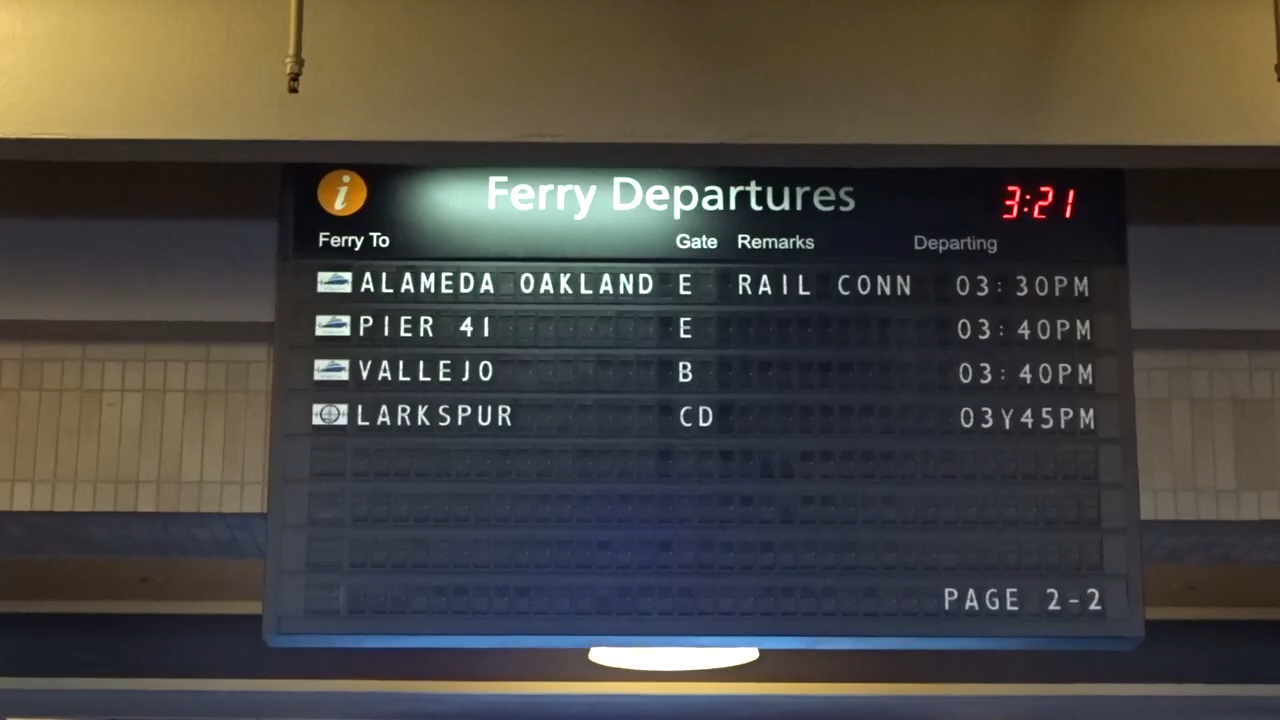 i Ferry Departures 3:21
Ferry To Gate Remarks Departing
ALAMEDA OAKLAND E RAIL CONN 03:30PM
PIER 41 E 03:40PM
VALLEJO B 03:40PM
LARKSPUR CD 03Y45PM
PAGE 2-2